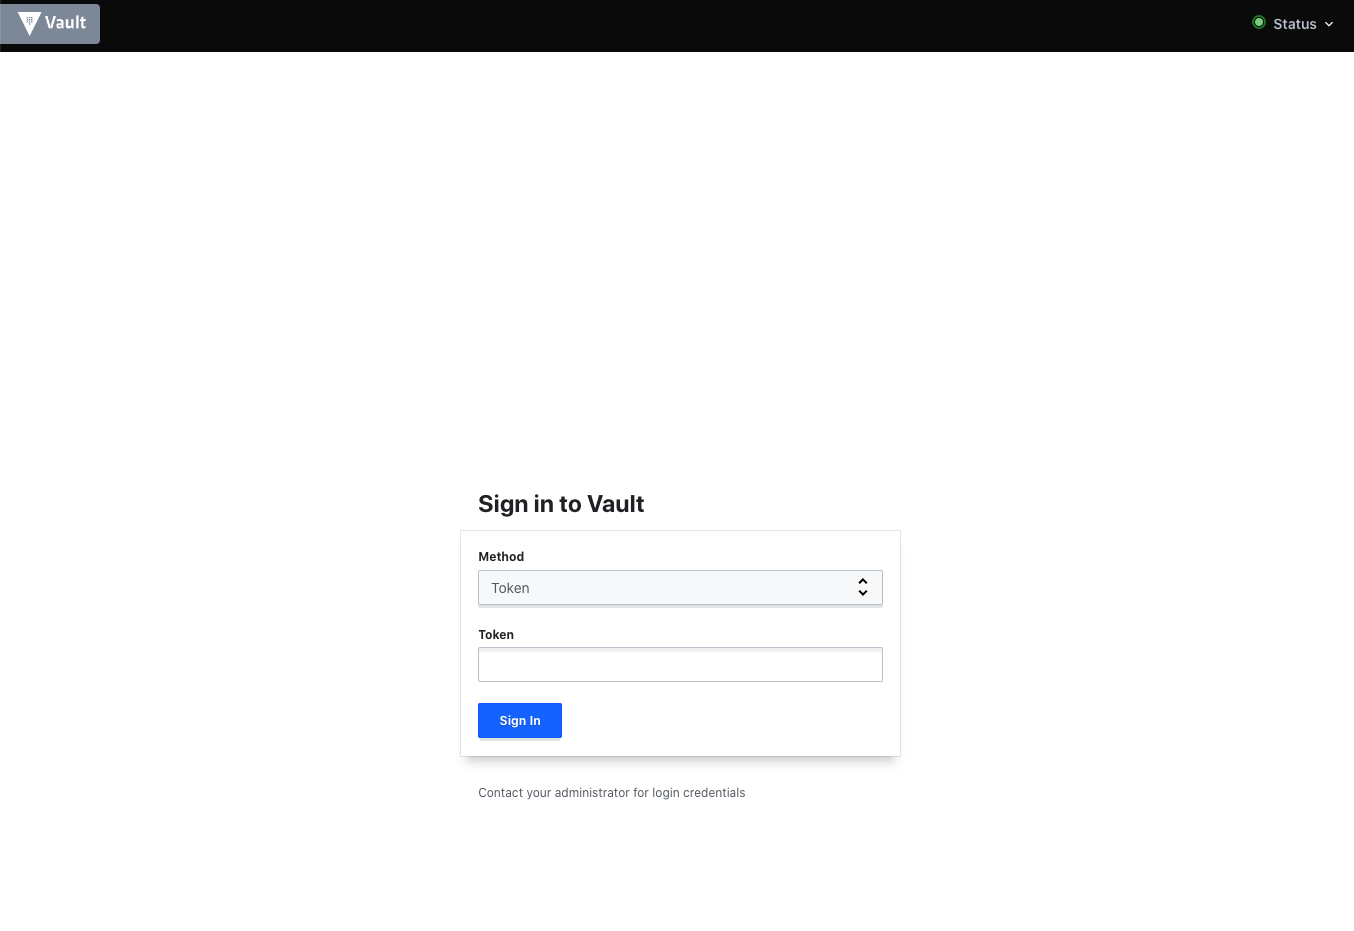 Vault
Status
Sign in to Vault
Method
Token
Token
Sign In
Contact your administrator for login credentials